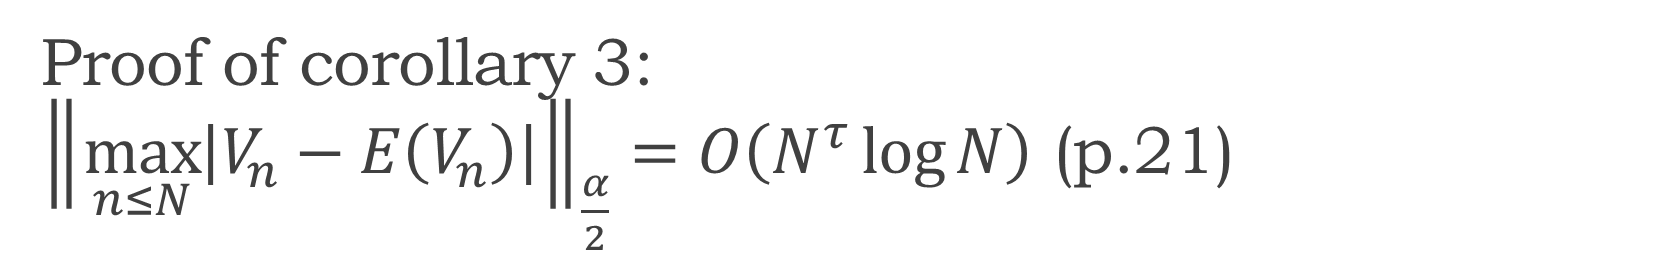 Proof of corollary 3:
‖max_{n≤N}|V_n − E(V_n)|‖_{α/2} = O(N^τ log N) (p.21)